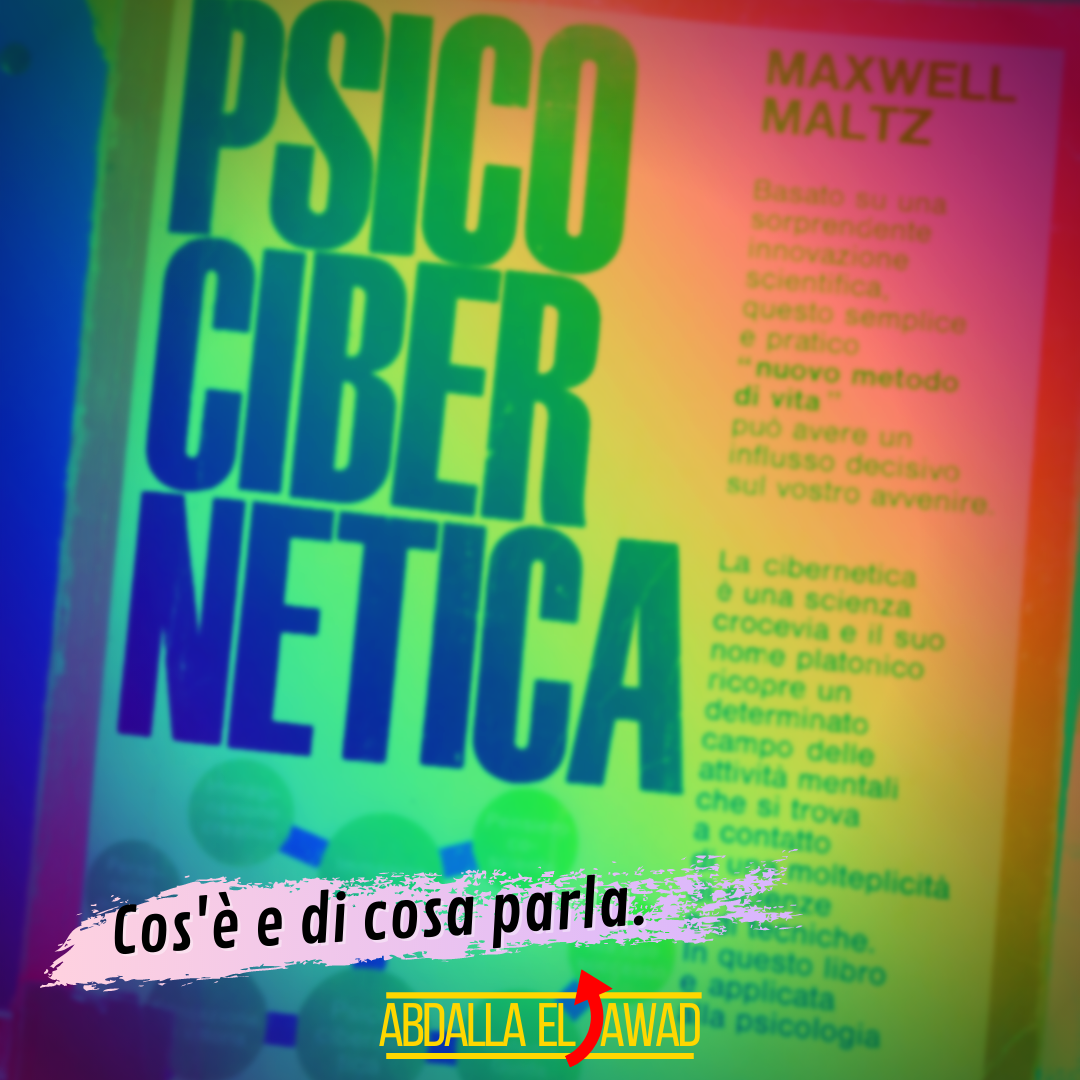 PSICO
CIBER
NETICA
MAXWELL
MALTZ
Basato su una
sorprendente
innovazione
scientifica,
questo semplice
e pratico
"nuovo metodo
di vita"
può avere un
influsso decisivo
sul vostro avvenire.
La cibernetica
è una scienza
crocevia e il suo
nome platonico
ricopre un
determinato
campo delle
attività mentali
che si trova
a contatto
di una molteplicità
tecniche.
In questo libro
è applicata
psicologia
Cos'è e di cosa parla.
ABDALLA EL JAWAD